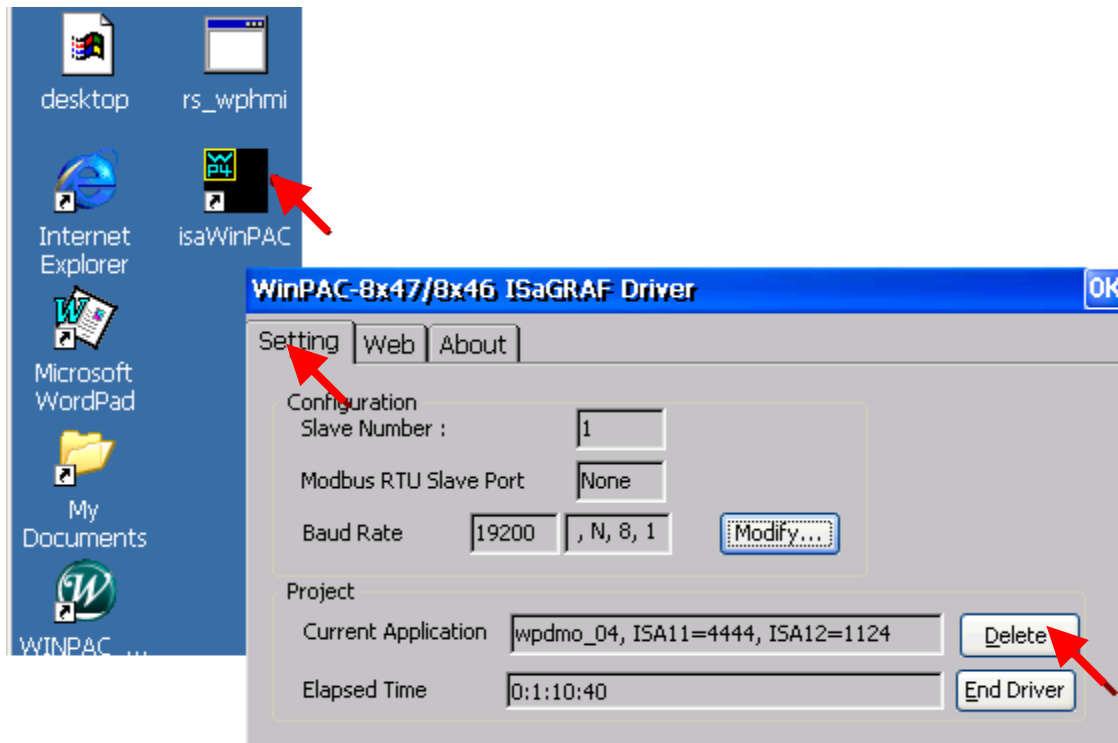 desktop
rs_wphmi
WP4
Internet
Explorer
isaWinPAC
Microsoft
WordPad
My
Documents
WINPAC ...
WinPAC-8x47/8x46 ISaGRAF Driver
OK
Setting
Web
About
Configuration
Slave Number :
1
Modbus RTU Slave Port
None
Baud Rate
19200
, N, 8, 1
Modify...
Project
Current Application
wpdmo_04, ISA11=4444, ISA12=1124
Delete
Elapsed Time
0:1:10:40
End Driver